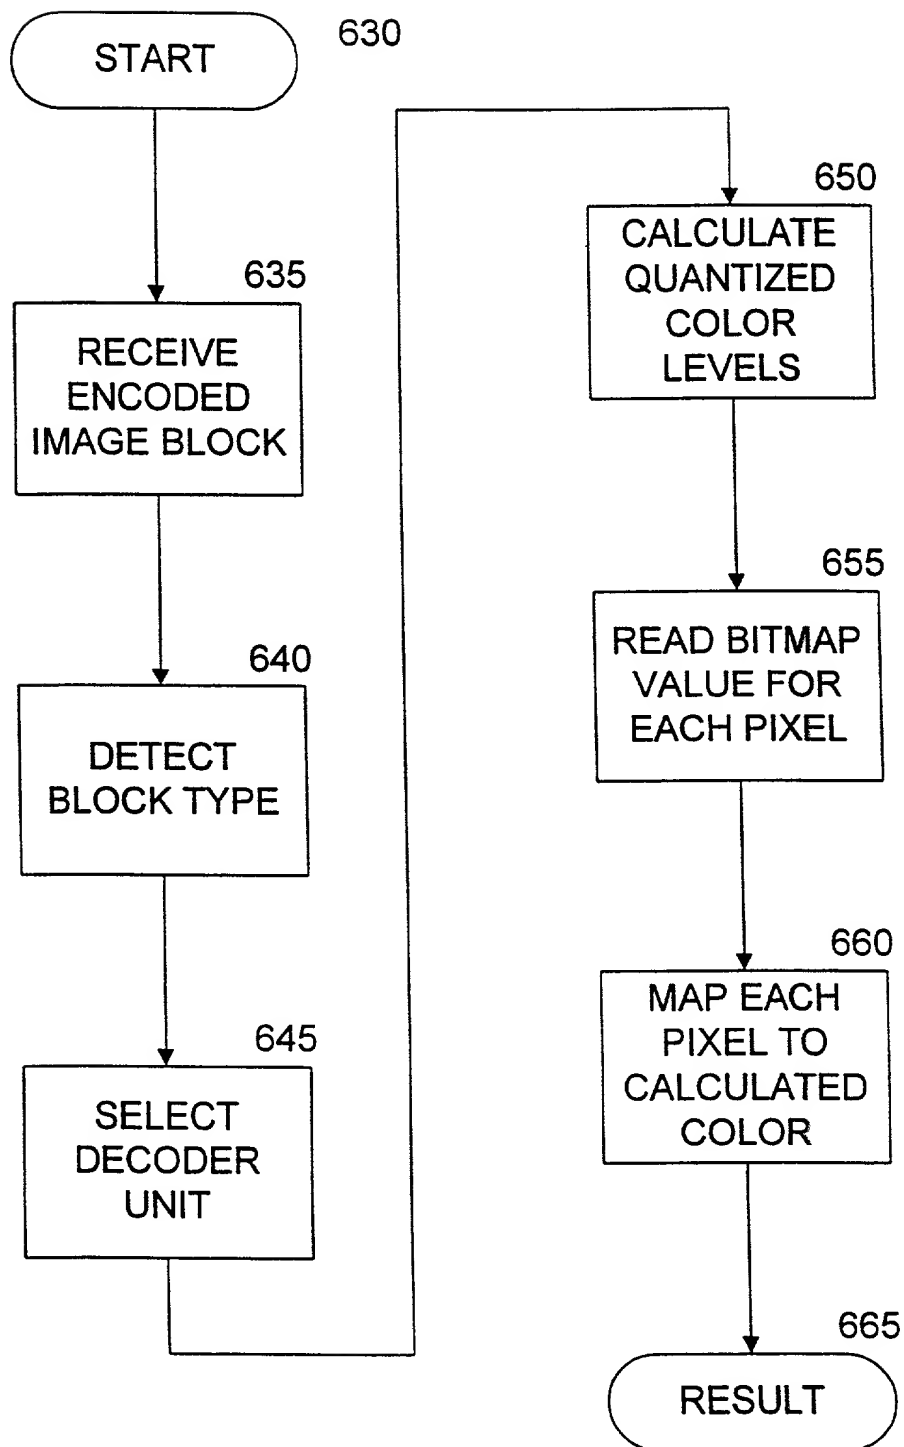 START
630
635
RECEIVE
ENCODED
IMAGE BLOCK
640
DETECT
BLOCK TYPE
645
SELECT
DECODER
UNIT
650
CALCULATE
QUANTIZED
COLOR
LEVELS
655
READ BITMAP
VALUE FOR
EACH PIXEL
660
MAP EACH
PIXEL TO
CALCULATED
COLOR
665
RESULT